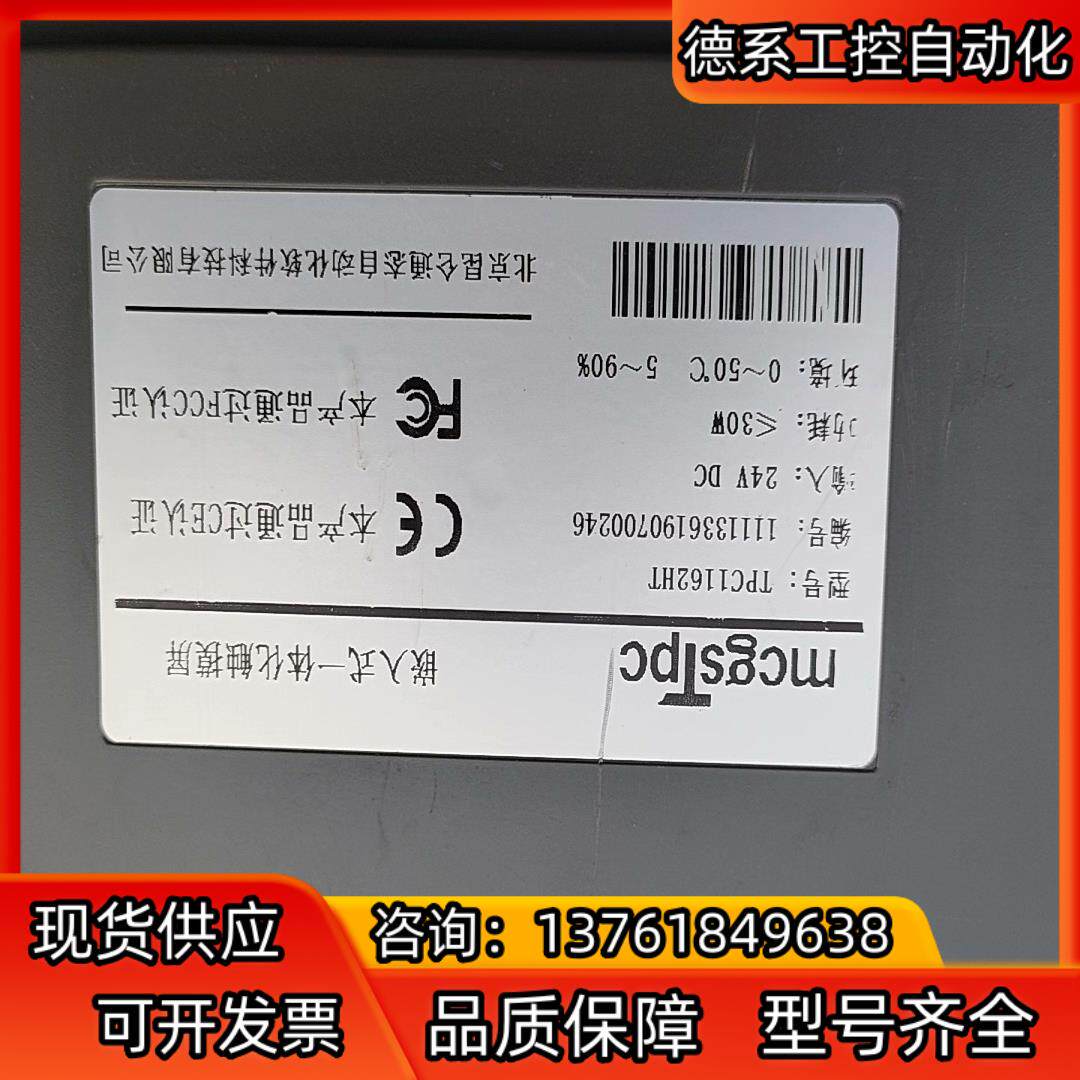 德系工控自动化
mcgsTpc
嵌入式一体化触摸屏
型号: TPC1162HT
编号: 1111336190700246
输入: 24V DC
功耗: ≤30W
环境: 0～50℃ 5～90%
CE 本产品通过CE认证
FC 本产品通过FCC认证
北京昆仑通态自动化软件科技有限公司
现货供应
咨询：13761849638
可开发票
品质保障
型号齐全